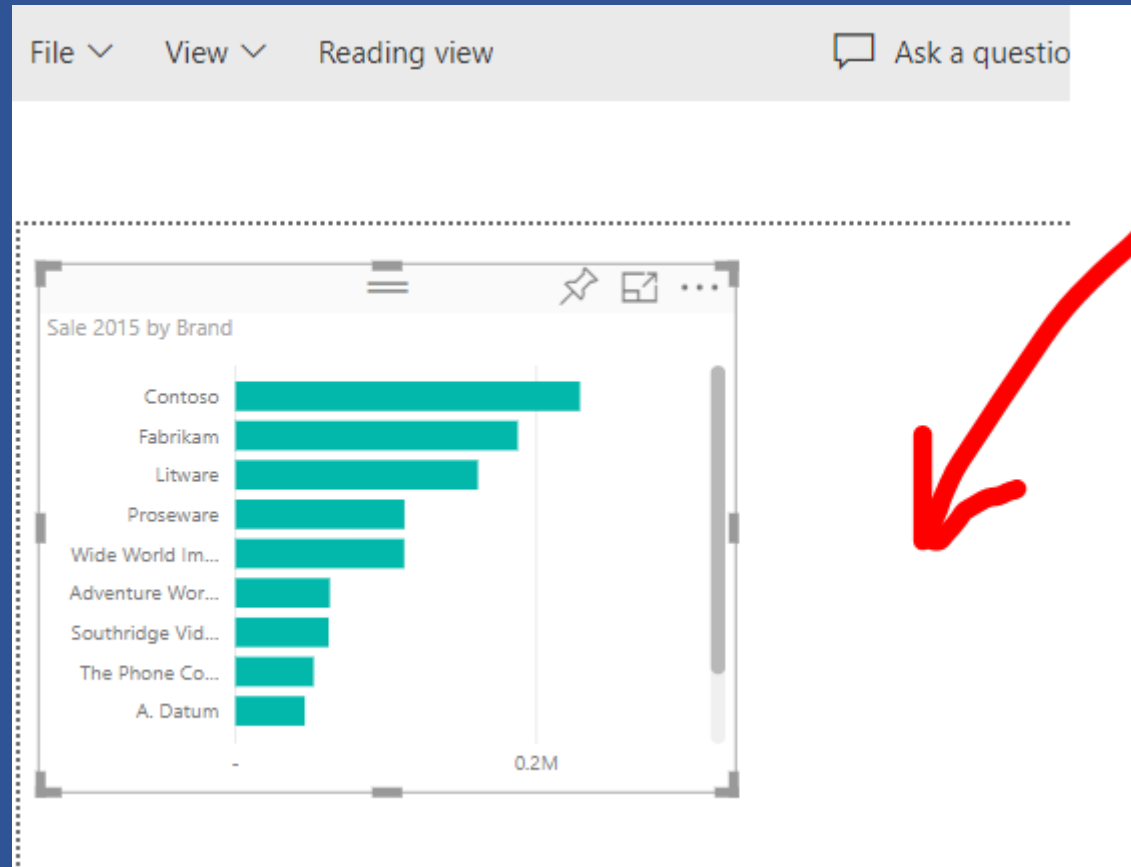 File View Reading view Ask a questio
Sale 2015 by Brand
Contoso
Fabrikam
Litware
Proseware
Wide World Im...
Adventure Wor...
Southridge Vid...
The Phone Co...
A. Datum
- 0.2M